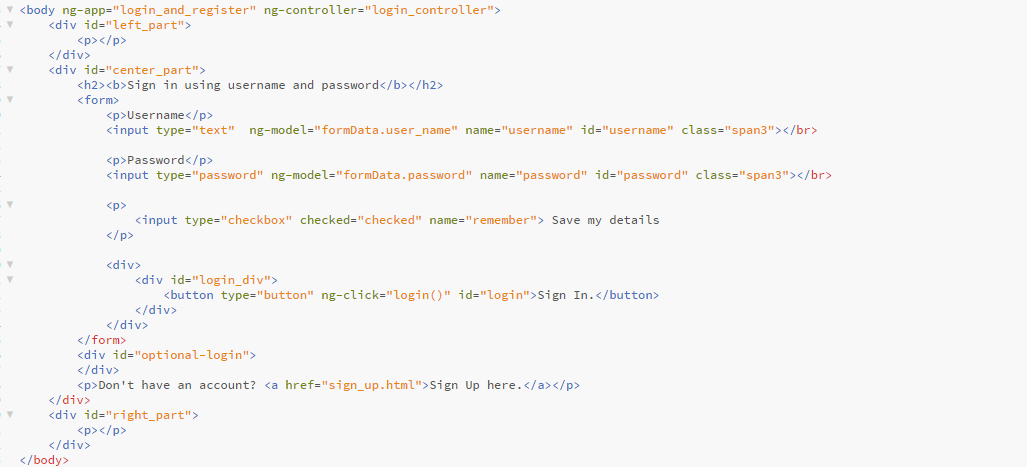 <body ng-app="login_and_register" ng-controller="login_controller">
    <div id="left_part">
        <p></p>
    </div>
    <div id="center_part">
        <h2><b>Sign in using username and password</b></h2>
        <form>
            <p>Username</p>
            <input type="text"  ng-model="formData.user_name" name="username" id="username" class="span3"></br>

            <p>Password</p>
            <input type="password" ng-model="formData.password" name="password" id="password" class="span3"></br>

            <p>
                <input type="checkbox" checked="checked" name="remember"> Save my details
            </p>

            <div>
                <div id="login_div">
                    <button type="button" ng-click="login()" id="login">Sign In.</button>
                </div>
            </div>
        </form>
        <div id="optional-login">
        </div>
        <p>Don't have an account? <a href="sign_up.html">Sign Up here.</a></p>
    </div>
    <div id="right_part">
        <p></p>
    </div>
</body>